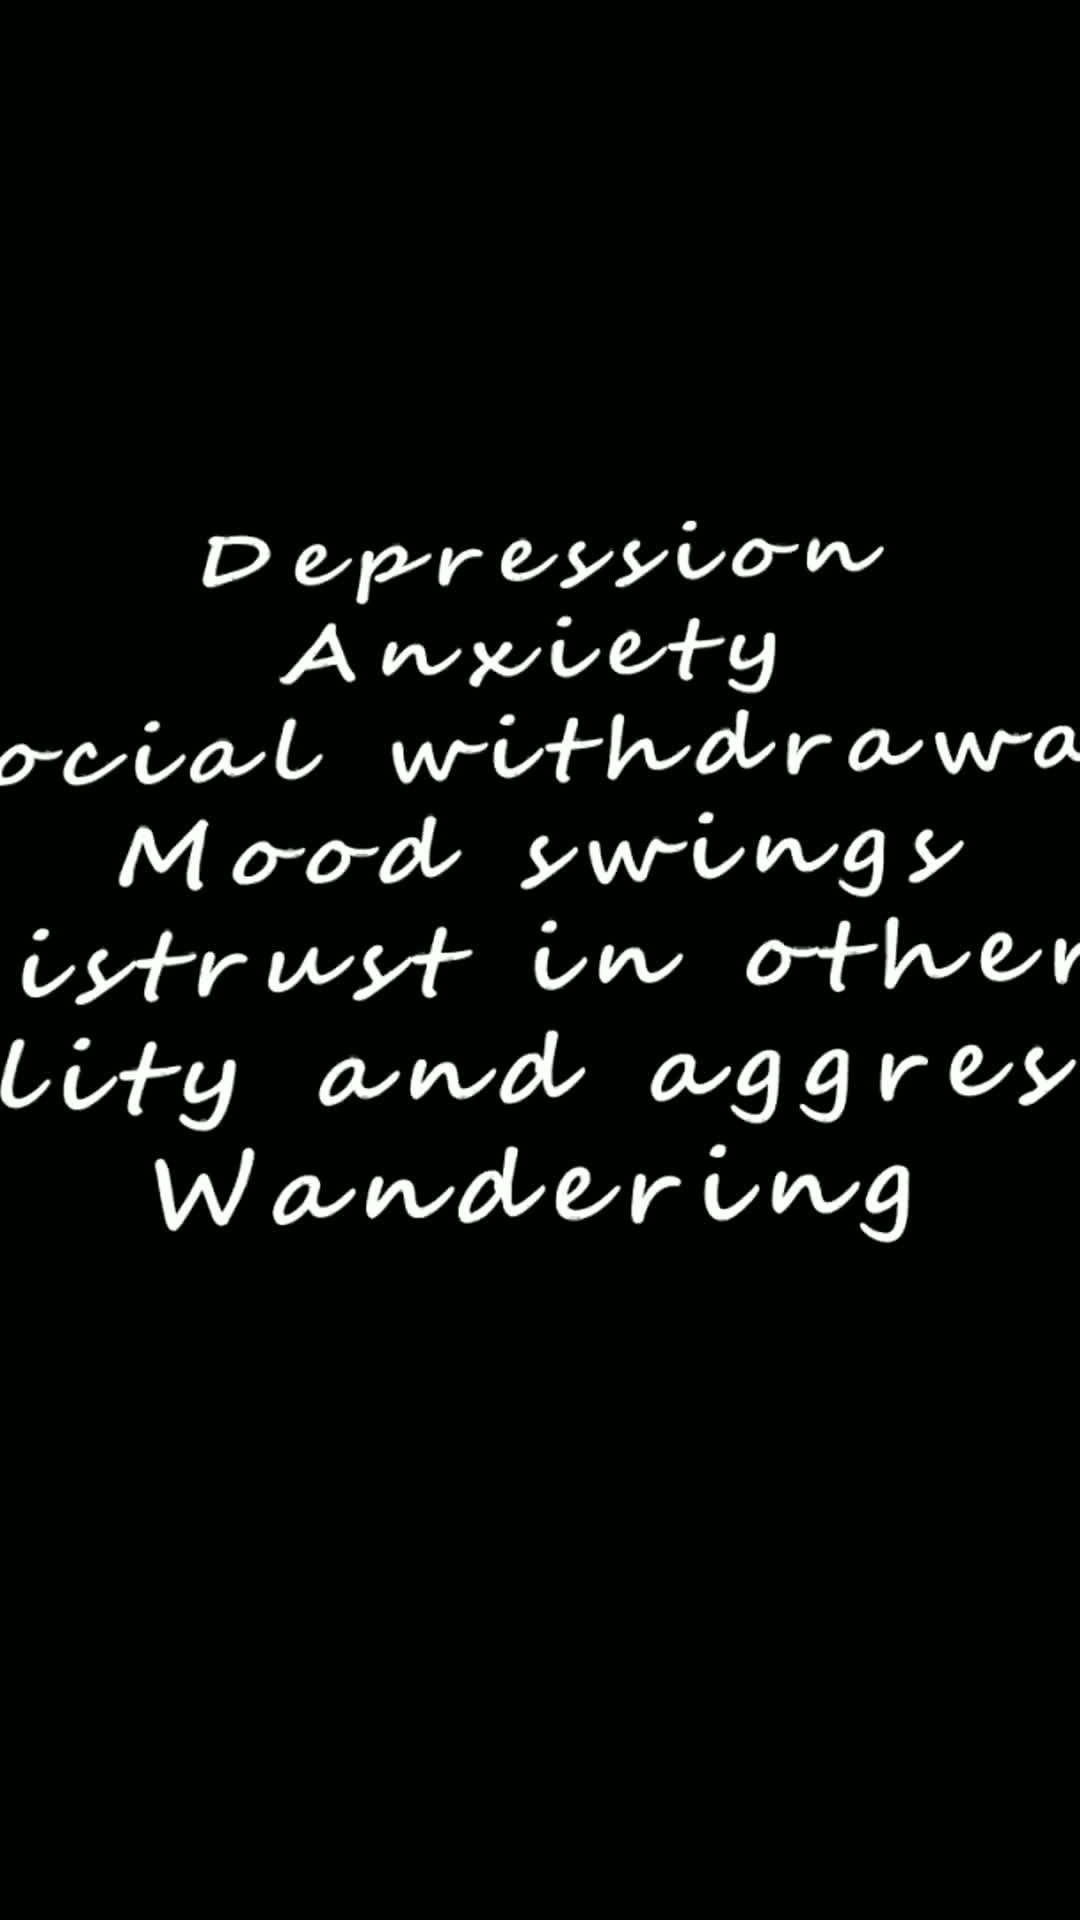 Depression
Anxiety
ocial withdrawa
Mood swings
istrust in other
lity and aggres
Wandering